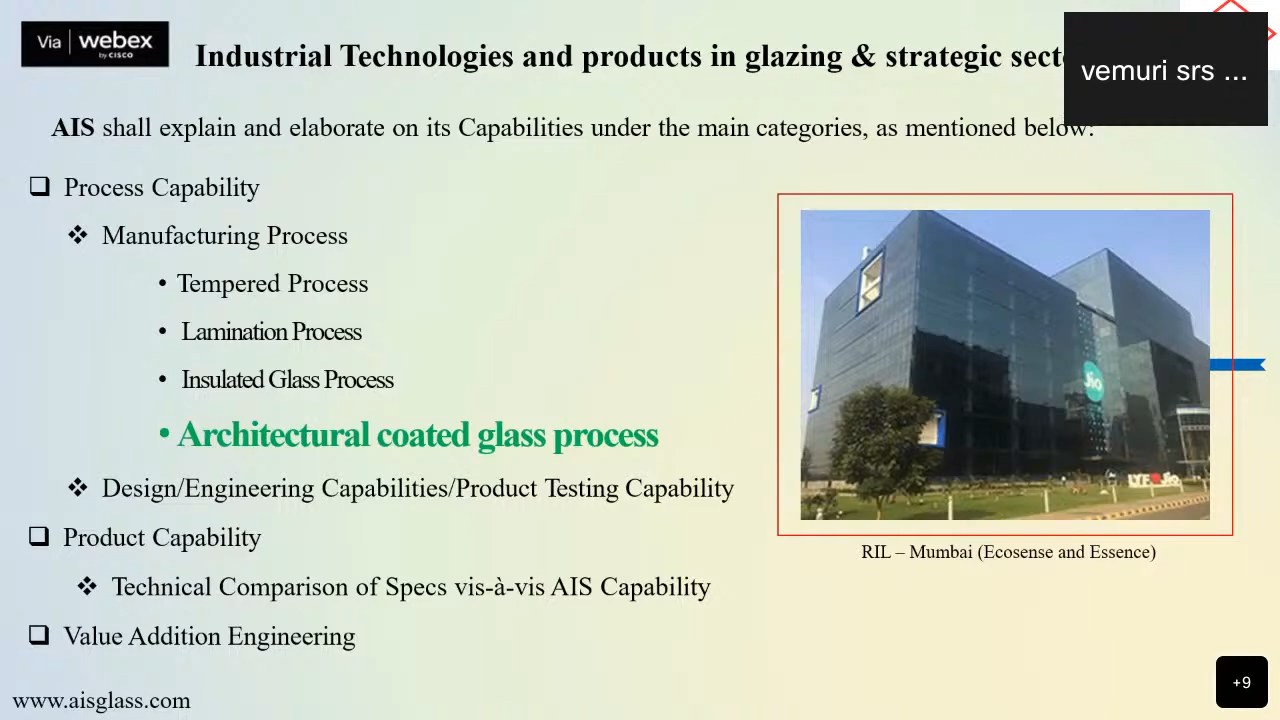 Via | webex
by CISCO
Industrial Technologies and products in glazing & strategic
vemuri srs ...
AIS shall explain and elaborate on its Capabilities under the main categories, as mentioned below:
❑ Process Capability
❖ Manufacturing Process
• Tempered Process
• Lamination Process
• Insulated Glass Process
• Architectural coated glass process
❖ Design/Engineering Capabilities/Product Testing Capability
❑ Product Capability
❖ Technical Comparison of Specs vis-à-vis AIS Capability
❑ Value Addition Engineering
Jio
LYF Jio
RIL – Mumbai (Ecosense and Essence)
www.aisglass.com
+9